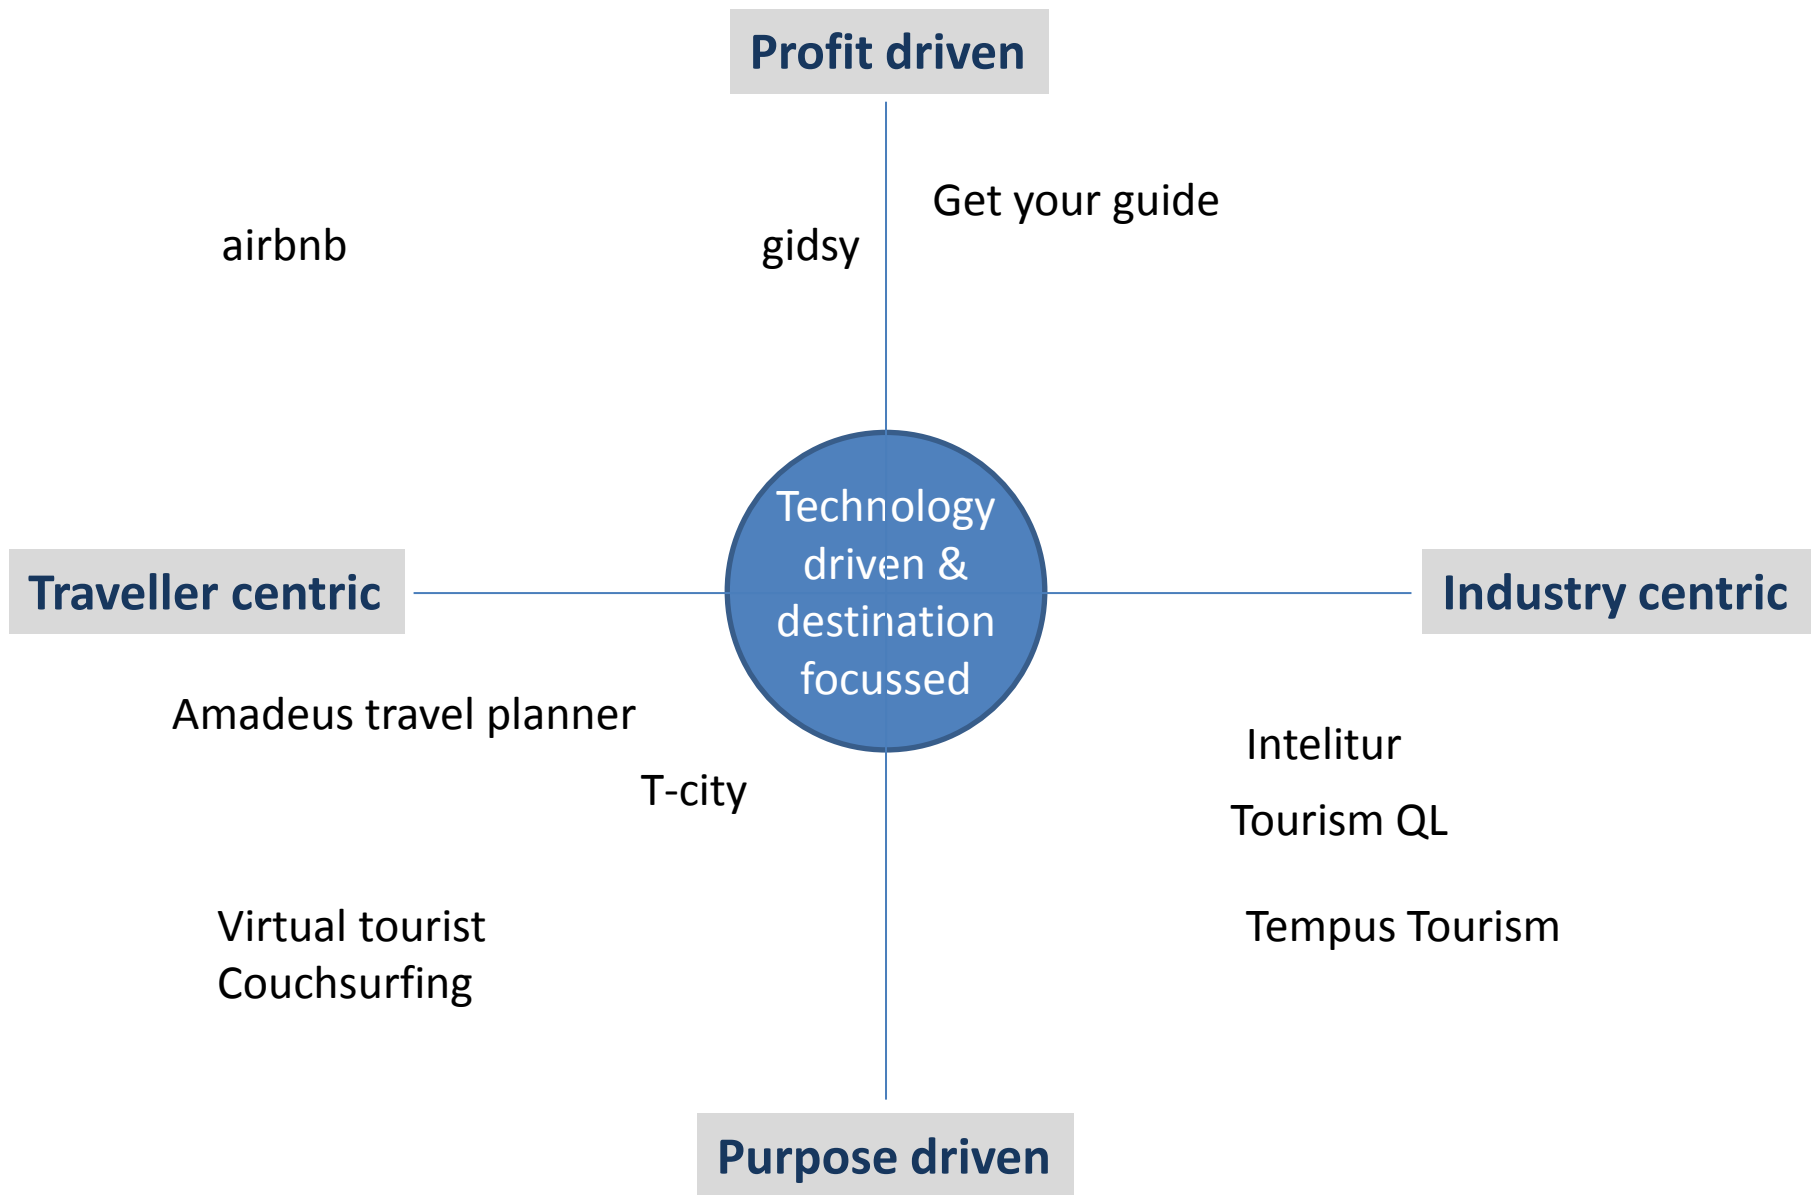 Profit driven
Get your guide
airbnb
gidsy
Technology
driven &
destination
focussed
Traveller centric
Industry centric
Amadeus travel planner
Intelitur
T-city
Tourism QL
Virtual tourist
Couchsurfing
Tempus Tourism
Purpose driven